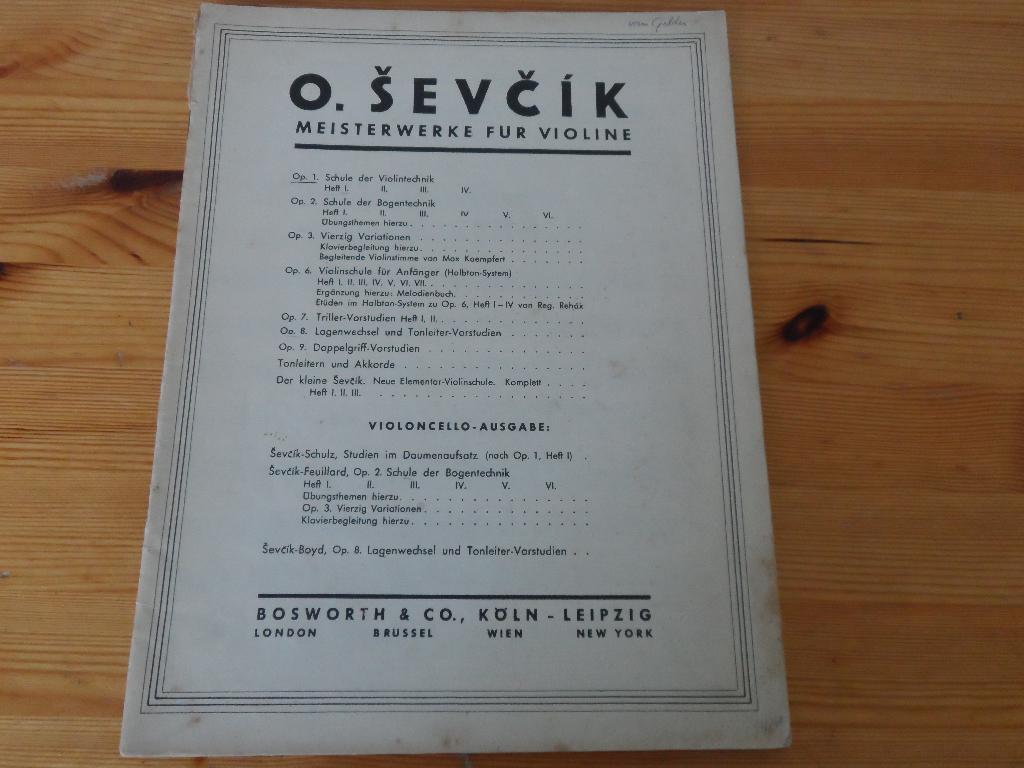 O. ŠEVČÍK
MEISTERWERKE FÜR VIOLINE
Op. 1. Schule der Violintechnik
Heft I. II. III. IV.
Op. 2. Schule der Bogentechnik
Heft I. II. III. IV V. VI.
Übungsthemen hierzu . . . . . . . . . . . . . .
Op. 3. Vierzig Variationen . . . . . . . . . . . . . .
Klavierbegleitung hierzu . . . . . . . . . . . . . .
Begleitende Violinstimme von Max Kaempfert . . . . . . .
Op. 6. Violinschule für Anfänger (Halbton-System)
Heft I. II. III. IV. V. VI. VII. . . . . . . . . . . . . .
Ergänzung hierzu: Melodienbuch. . . . . . . . . . . .
Etüden im Halbton-System zu Op. 6, Heft I–IV von Reg. Rehák
Op. 7. Triller-Vorstudien Heft I, II. . . . . . . . . . . . .
Op. 8. Lagenwechsel und Tonleiter-Vorstudien . . . . . . .
Op. 9. Doppelgriff-Vorstudien . . . . . . . . . . . . .
Tonleitern und Akkorde . . . . . . . . . . . . . . .
Der kleine Ševčík. Neue Elementar-Violinschule. Komplett . . . .
Heft I. II. III. . . . . . . . . . . . . . . . . .
VIOLONCELLO-AUSGABE:
Ševčík-Schulz, Studien im Daumenaufsatz (nach Op. 1, Heft I) .
Ševčík-Feuillard, Op. 2. Schule der Bogentechnik
Heft I. II. III. IV. V. VI.
Übungsthemen hierzu. . . . . . . . . . . . . . .
Op. 3. Vierzig Variationen . . . . . . . . . . . . .
Klavierbegleitung hierzu . . . . . . . . . . . . . .
Ševčík-Boyd, Op. 8. Lagenwechsel und Tonleiter-Vorstudien . .
BOSWORTH & CO., KÖLN - LEIPZIG
LONDON BRÜSSEL WIEN NEW YORK